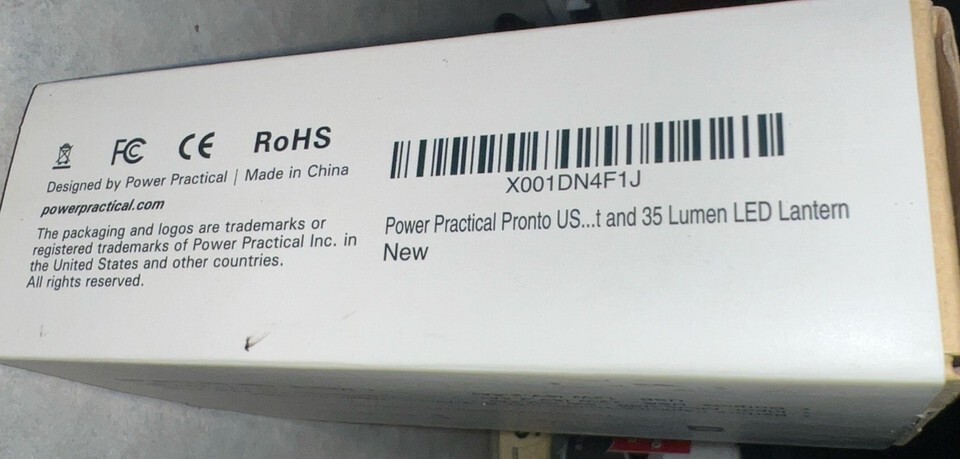 FC CE RoHS
Designed by Power Practical | Made in China
powerpractical.com
The packaging and logos are trademarks or
registered trademarks of Power Practical Inc. in
the United States and other countries.
All rights reserved.
X001DN4F1J
Power Practical Pronto US...t and 35 Lumen LED Lantern
New